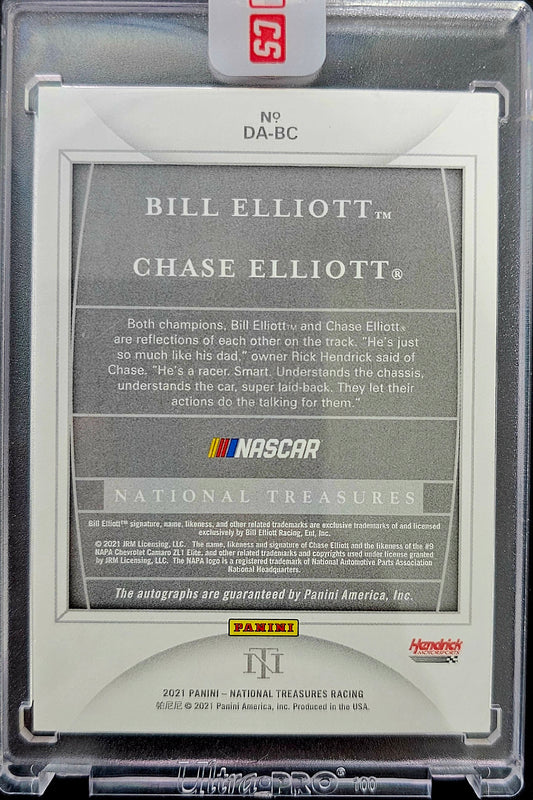 CS
Nº
DA-BC
BILL ELLIOTT™
CHASE ELLIOTT®
Both champions, Bill Elliott™ and Chase Elliott®
are reflections of each other on the track. "He's just
so much like his dad," owner Rick Hendrick said of
Chase. "He's a racer. Smart. Understands the chassis,
understands the car, super laid-back. They let their
actions do the talking for them."
NASCAR
NATIONAL TREASURES
Bill Elliott™ signature, name, likeness, and other related trademarks are exclusive trademarks of and licensed
exclusively by Bill Elliott Racing, Ent, Inc.
© 2021 JRM Licensing, LLC. The name, likeness and signature of Chase Elliott and the likeness of the #9
NAPA Chevrolet Camaro ZL1 Elite, and other related trademarks and copyrights used under license granted
by JRM Licensing, LLC. The NAPA logo is a registered trademark of National Automotive Parts Association
National Headquarters.
The autographs are guaranteed by Panini America, Inc.
PANINI
NT
Hendrick
MOTORSPORTS
2021 PANINI – NATIONAL TREASURES RACING
帕尼尼 © 2021 Panini America, Inc. Produced in the USA.
Ultra·PRO® 100